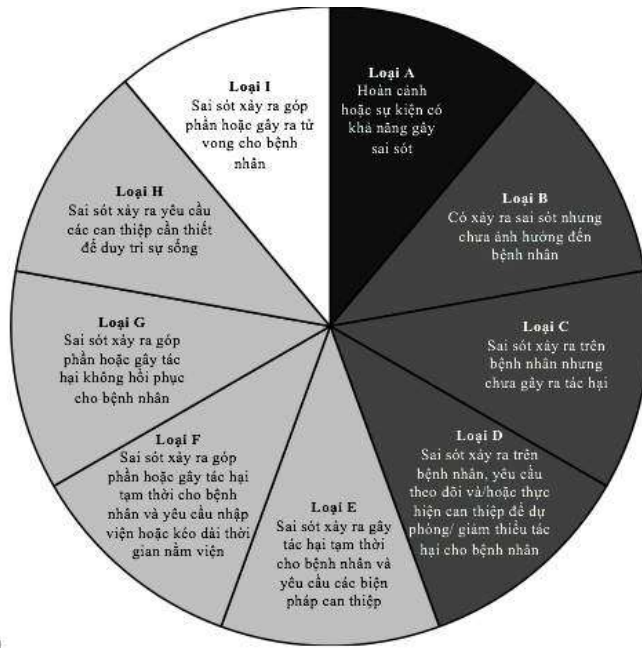 Loại A
Hoàn cảnh
hoặc sự kiện có
khả năng gây
sai sót
Loại B
Có xảy ra sai sót nhưng
chưa ảnh hưởng đến
bệnh nhân
Loại C
Sai sót xảy ra trên
bệnh nhân nhưng
chưa gây ra tác hại
Loại D
Sai sót xảy ra trên
bệnh nhân, yêu cầu
theo dõi và/hoặc thực
hiện can thiệp để dự
phòng/ giảm thiểu tác
hại cho bệnh nhân
Loại E
Sai sót xảy ra gây
tác hại tạm thời
cho bệnh nhân và
yêu cầu các biện
pháp can thiệp
Loại F
Sai sót xảy ra góp
phần hoặc gây tác hại
tạm thời cho bệnh
nhân và yêu cầu nhập
viện hoặc kéo dài thời
gian nằm viện
Loại G
Sai sót xảy ra góp
phần hoặc gây tác
hại không hồi phục
cho bệnh nhân
Loại H
Sai sót xảy ra yêu cầu
các can thiệp cần thiết
để duy trì sự sống
Loại I
Sai sót xảy ra góp
phần hoặc gây ra tử
vong cho bệnh
nhân